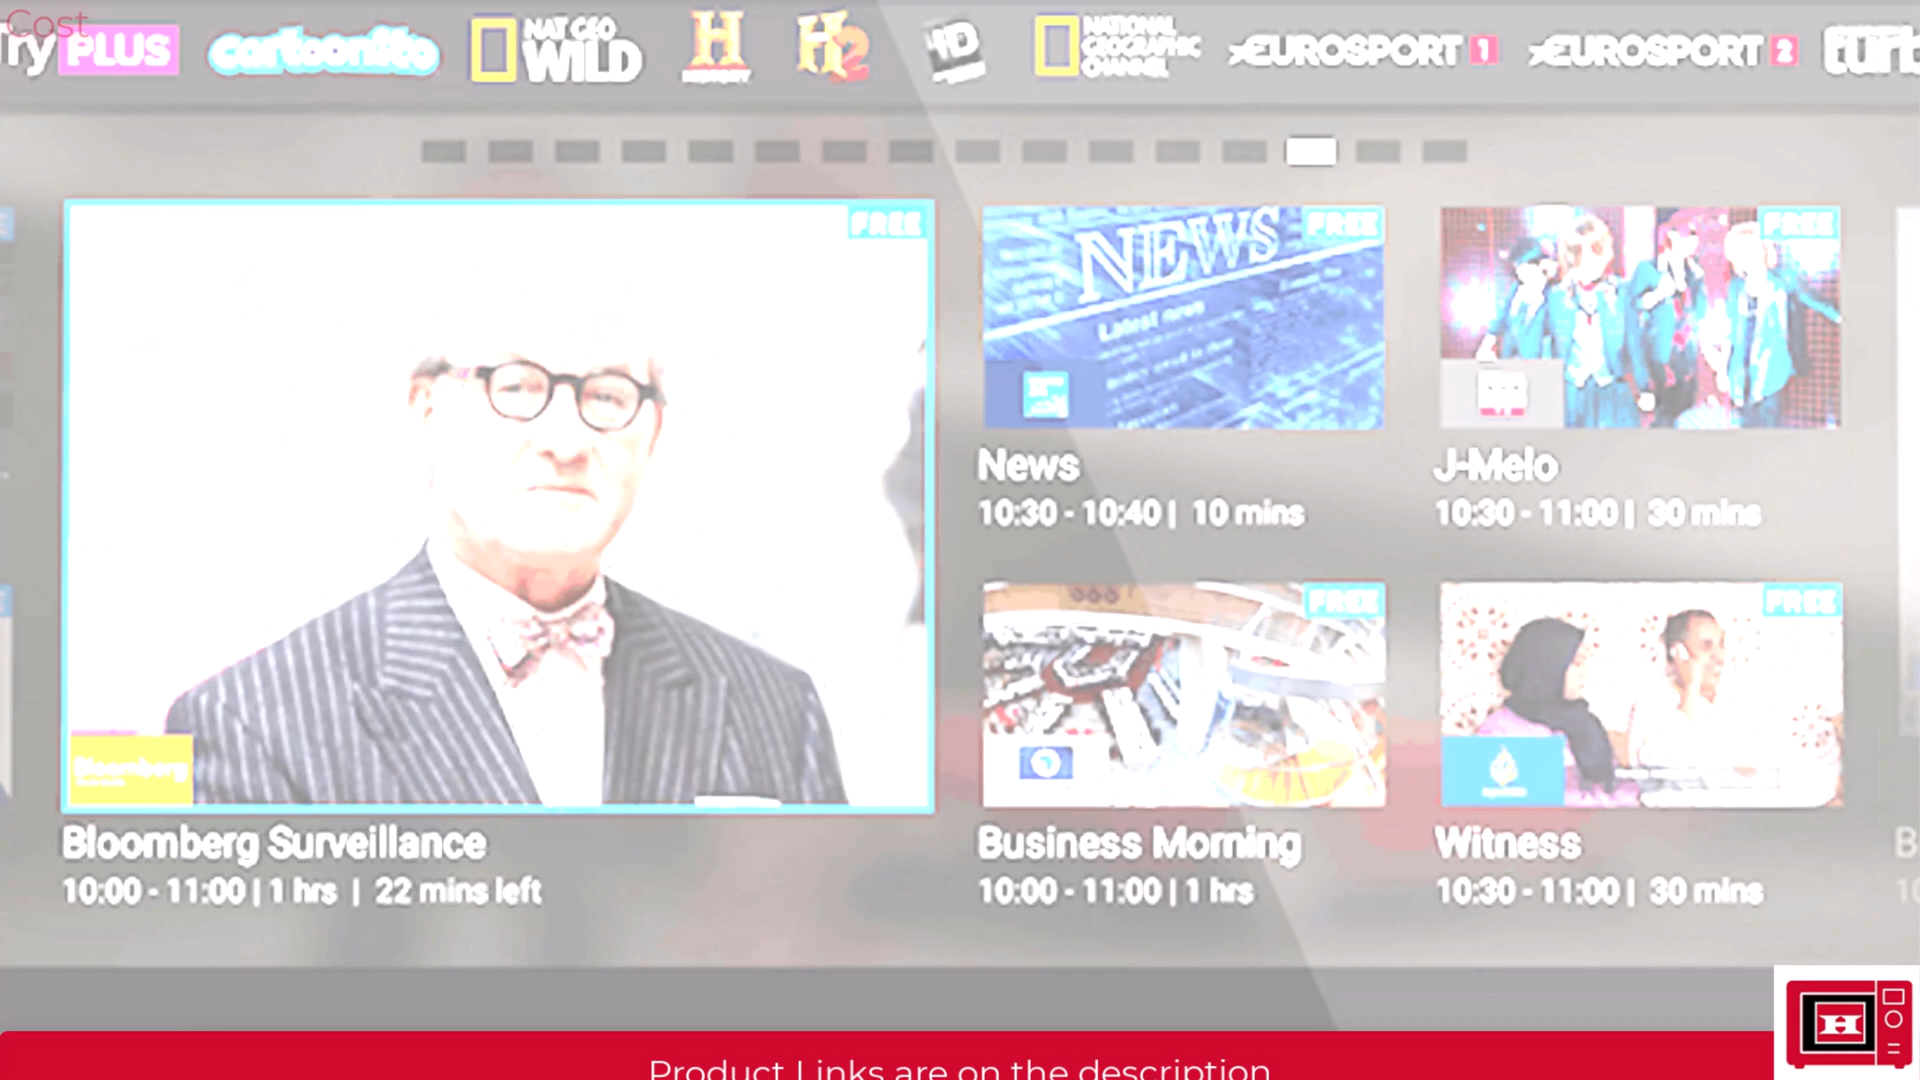 Cost
Try PLUS
cartoonito
NAT GEO
WILD
H
HISTORY
H2
HD
NATIONAL
GEOGRAPHIC
CHANNEL
EUROSPORT 1
EUROSPORT 2
FREE
NEWS
FREE
Latest news
FREE
News
10:30 - 10:40 | 10 mins
J-Melo
10:30 - 11:00 | 30 mins
FREE
FREE
Bloomberg
Bloomberg Surveillance
10:00 - 11:00 | 1 hrs | 22 mins left
Business Morning
10:00 - 11:00 | 1 hrs
Witness
10:30 - 11:00 | 30 mins
H
Product Links are on the description